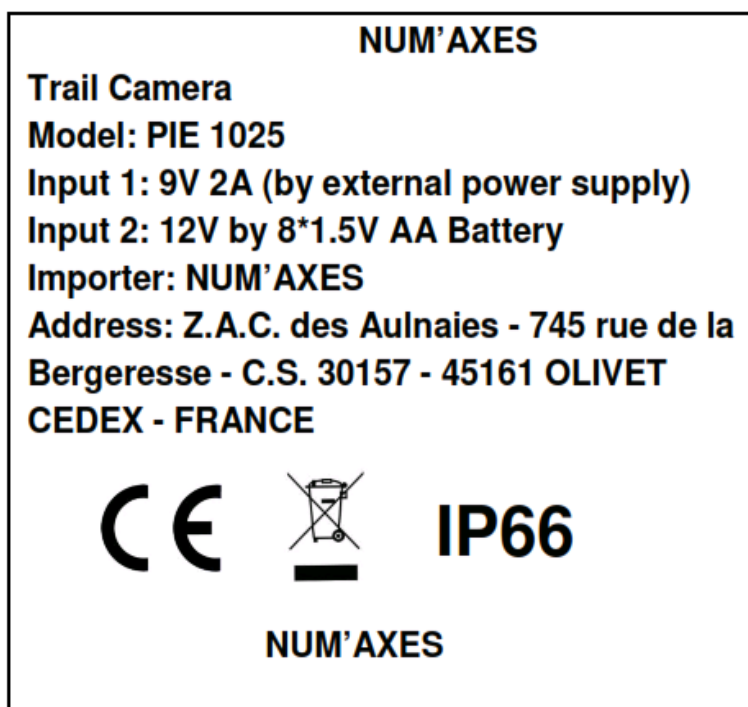 NUM’AXES
Trail Camera
Model: PIE 1025
Input 1: 9V 2A (by external power supply)
Input 2: 12V by 8*1.5V AA Battery
Importer: NUM’AXES
Address: Z.A.C. des Aulnaies - 745 rue de la
Bergeresse - C.S. 30157 - 45161 OLIVET
CEDEX - FRANCE
CE IP66
NUM’AXES